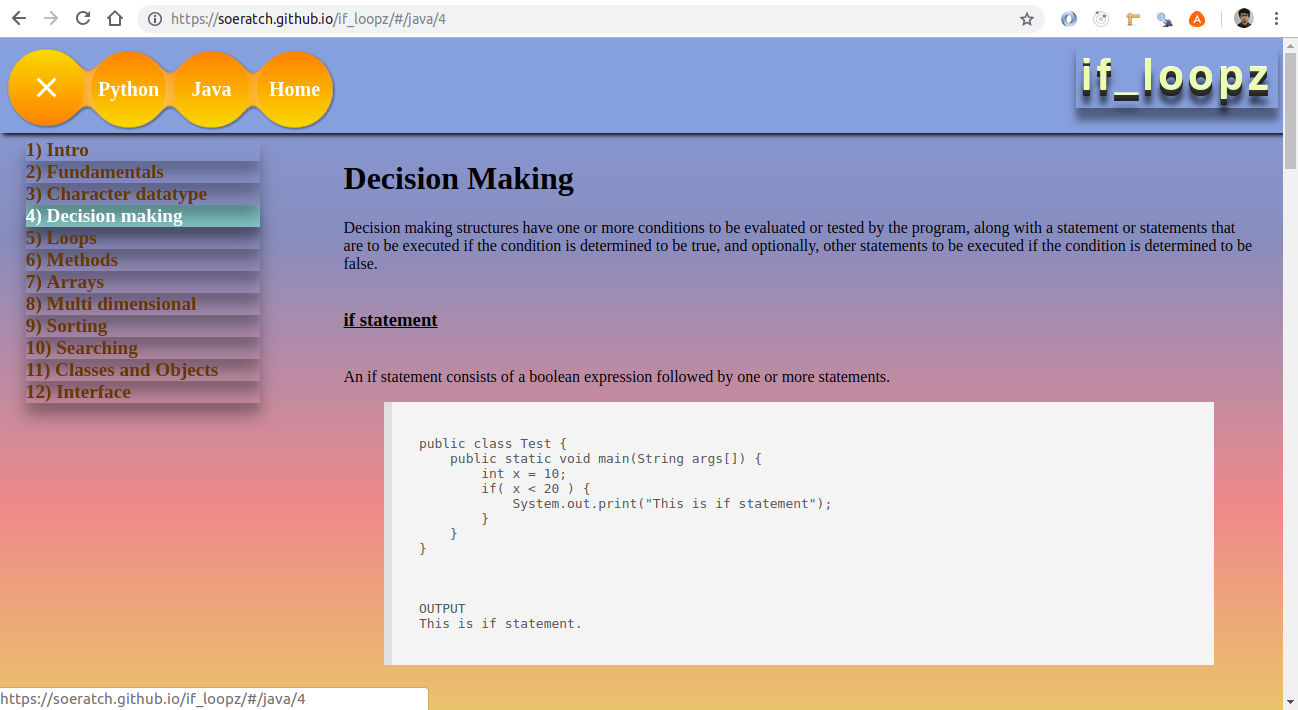 https://soeratch.github.io/if_loopz/#/java/4
Python
Java
Home
if_loopz
1) Intro
2) Fundamentals
3) Character datatype
4) Decision making
5) Loops
6) Methods
7) Arrays
8) Multi dimensional
9) Sorting
10) Searching
11) Classes and Objects
12) Interface
Decision Making
Decision making structures have one or more conditions to be evaluated or tested by the program, along with a statement or statements that
are to be executed if the condition is determined to be true, and optionally, other statements to be executed if the condition is determined to be
false.
if statement
An if statement consists of a boolean expression followed by one or more statements.
public class Test {
    public static void main(String args[]) {
        int x = 10;
        if( x < 20 ) {
            System.out.print("This is if statement");
        }
    }
}
OUTPUT
This is if statement.
https://soeratch.github.io/if_loopz/#/java/4